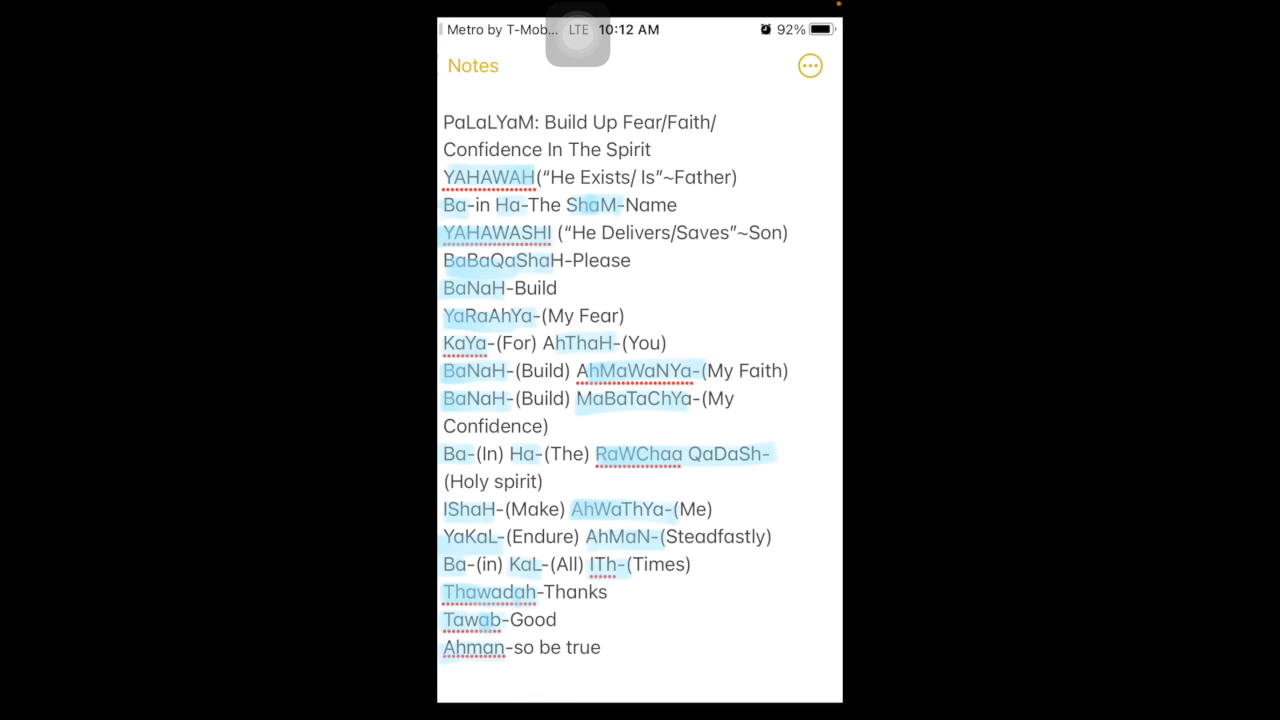 Metro by T-Mob... LTE 10:12 AM 92%
Notes
PaLaLYaM: Build Up Fear/Faith/
Confidence In The Spirit
YAHAWAH(“He Exists/ Is”~Father)
Ba-in Ha-The ShaM-Name
YAHAWASHI (“He Delivers/Saves”~Son)
BaBaQaShaH-Please
BaNaH-Build
YaRaAhYa-(My Fear)
KaYa-(For) AhThaH-(You)
BaNaH-(Build) AhMaWaNYa-(My Faith)
BaNaH-(Build) MaBaTaChYa-(My
Confidence)
Ba-(In) Ha-(The) RaWChaa QaDaSh-
(Holy spirit)
IShaH-(Make) AhWaThYa-(Me)
YaKaL-(Endure) AhMaN-(Steadfastly)
Ba-(in) KaL-(All) ITh-(Times)
Thawadah-Thanks
Tawab-Good
Ahman-so be true